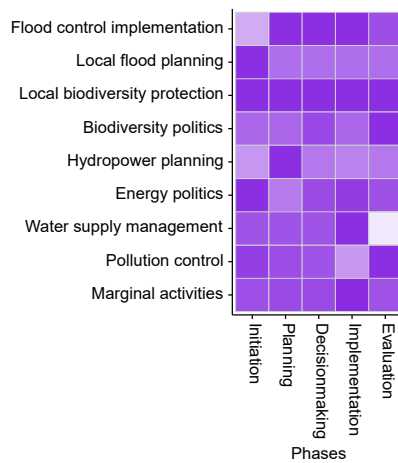 Flood control implementation
Local flood planning
Local biodiversity protection
Biodiversity politics
Hydropower planning
Energy politics
Water supply management
Pollution control
Marginal activities
Initiation
Planning
Decisionmaking
Implementation
Evaluation
Phases